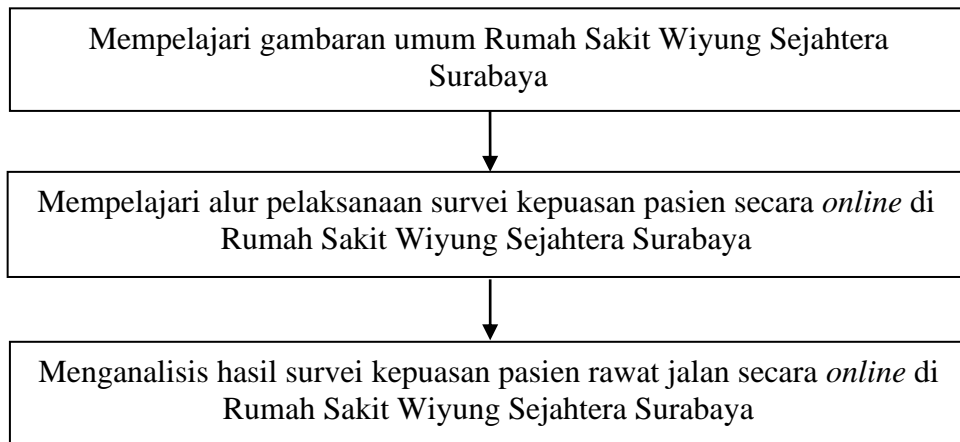 Mempelajari gambaran umum Rumah Sakit Wiyung Sejahtera
Surabaya
Mempelajari alur pelaksanaan survei kepuasan pasien secara online di
Rumah Sakit Wiyung Sejahtera Surabaya
Menganalisis hasil survei kepuasan pasien rawat jalan secara online di
Rumah Sakit Wiyung Sejahtera Surabaya